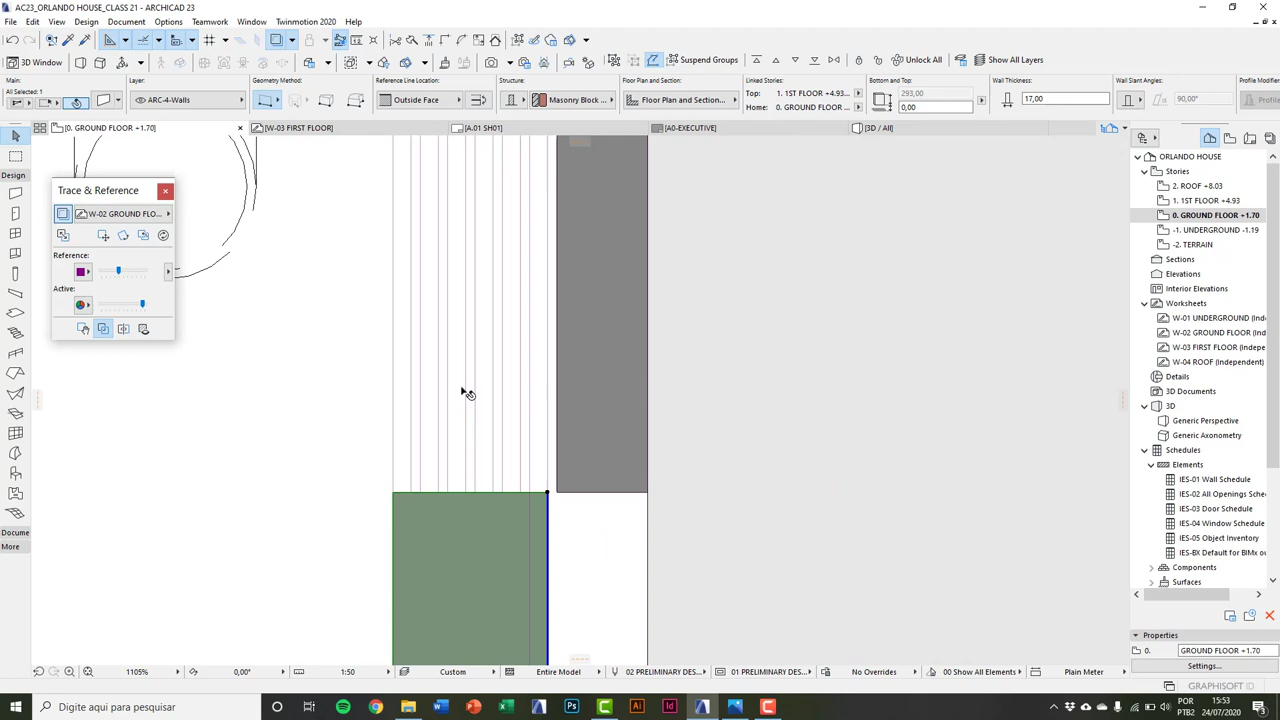 AC23_ORLANDO HOUSE_CLASS 21 - ARCHICAD 23
File Edit View Design Document Options Teamwork Window Twinmotion 2020 Help
3D Window
Suspend Groups
Unlock All
Show All Layers
Main:
All Selected: 1
Layer:
ARC-4-Walls
Geometry Method:
Reference Line Location:
Outside Face
Structure:
Masonry Block ...
Floor Plan and Section:
Floor Plan and Section...
Linked Stories:
Top: 1. 1ST FLOOR +4.93...
Home: 0. GROUND FLOOR ...
Bottom and Top:
293,00
0,00
Wall Thickness:
17,00
Wall Slant Angles:
90,00°
Profile Modifier
Profile
[0. GROUND FLOOR +1.70]
[W-03 FIRST FLOOR]
[A.01 SH01]
[A0-EXECUTIVE]
[3D / All]
Design
Docume
More
Trace & Reference
W-02 GROUND FLO...
Reference:
Active:
ORLANDO HOUSE
Stories
2. ROOF +8.03
1. 1ST FLOOR +4.93
0. GROUND FLOOR +1.70
-1. UNDERGROUND -1.19
-2. TERRAIN
Sections
Elevations
Interior Elevations
Worksheets
W-01 UNDERGROUND (Ind
W-02 GROUND FLOOR (Ind
W-03 FIRST FLOOR (Indepe
W-04 ROOF (Independent)
Details
3D Documents
3D
Generic Perspective
Generic Axonometry
Schedules
Elements
IES-01 Wall Schedule
IES-02 All Openings Sche
IES-03 Door Schedule
IES-04 Window Schedule
IES-05 Object Inventory
IES-BX Default for BIMx ou
Components
Surfaces
Properties
0. GROUND FLOOR +1.70
Settings...
1105%
0,00°
1:50
Custom
Entire Model
02 PRELIMINARY DES...
01 PRELIMINARY DES...
No Overrides
00 Show All Elements
Plain Meter
GRAPHISOFT ID
Digite aqui para pesquisar
POR
PTB2
15:53
24/07/2020